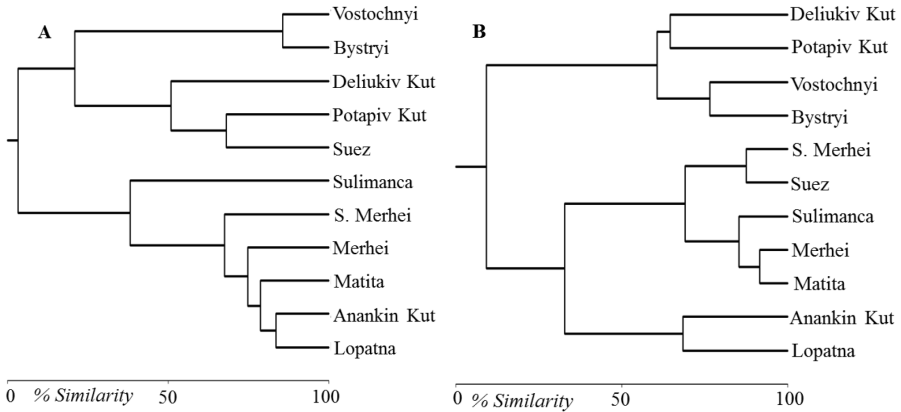 A
Vostochnyi
Bystryi
Deliukiv Kut
Potapiv Kut
Suez
Sulimanca
S. Merhei
Merhei
Matita
Anankin Kut
Lopatna
0 % Similarity 50 100
B
Deliukiv Kut
Potapiv Kut
Vostochnyi
Bystryi
S. Merhei
Suez
Sulimanca
Merhei
Matita
Anankin Kut
Lopatna
0 % Similarity 50 100